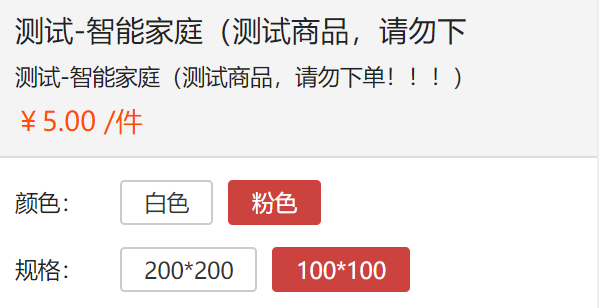 测试-智能家庭（测试商品，请勿下
测试-智能家庭（测试商品，请勿下单！！！）
￥5.00 /件
颜色： 白色 粉色
规格： 200*200 100*100